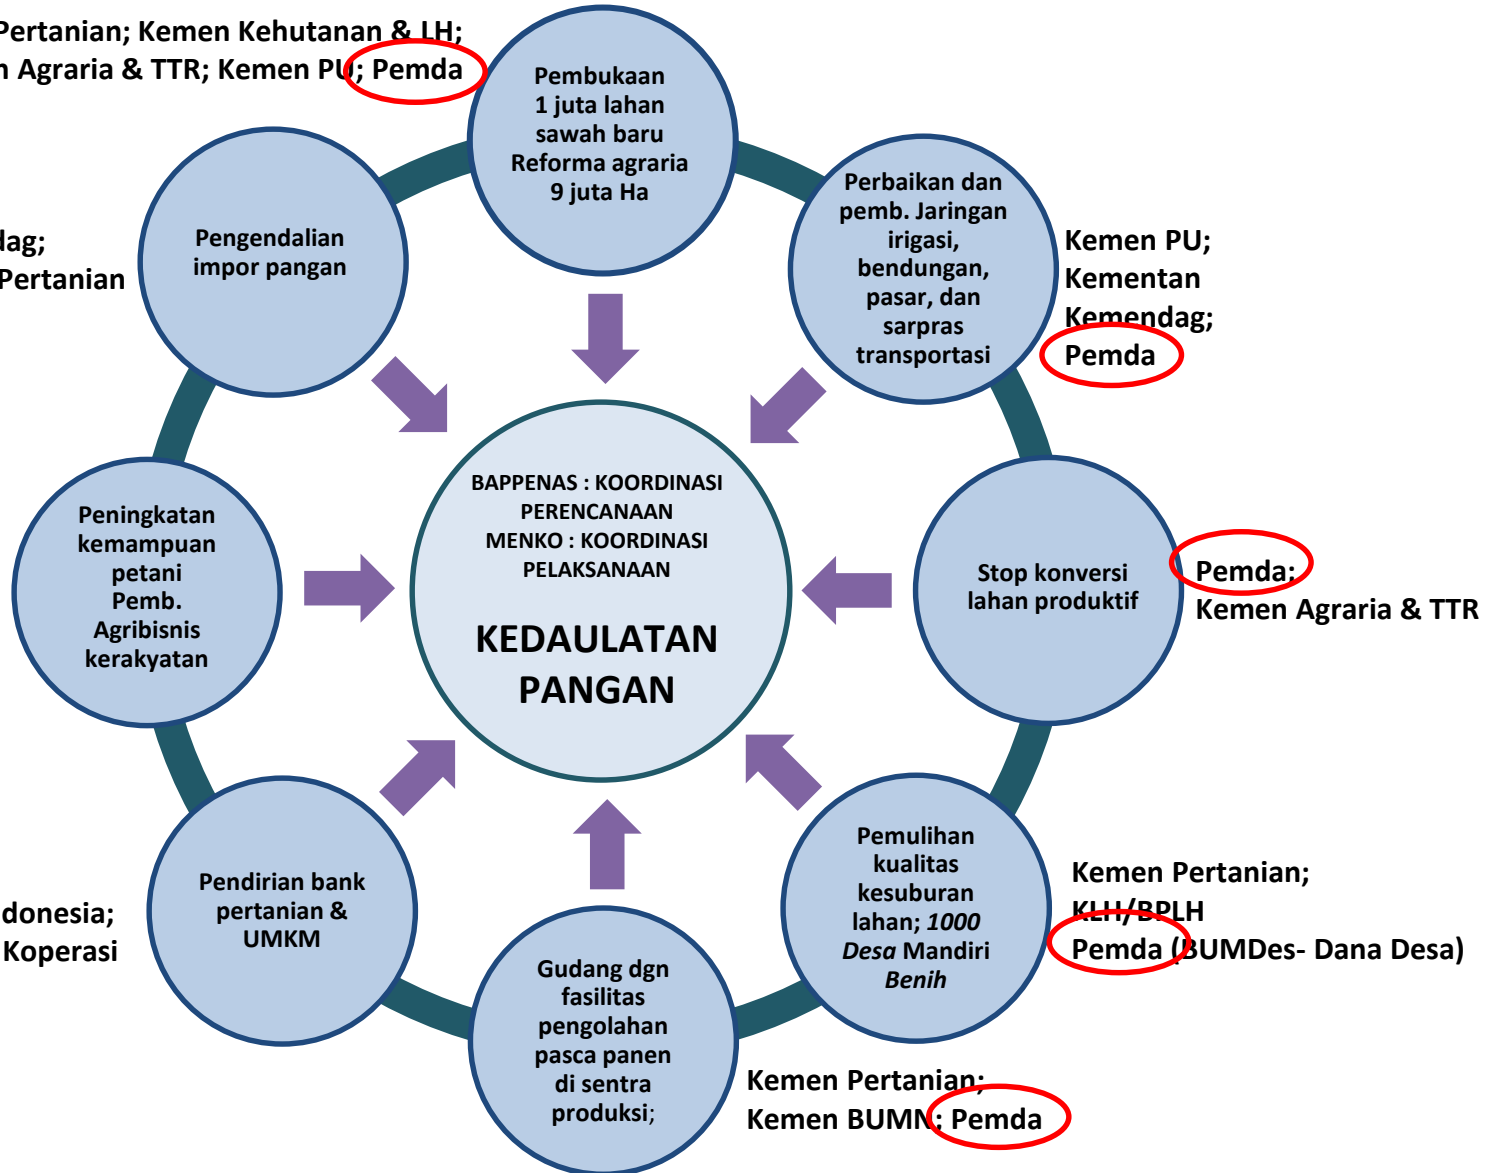 Pertanian; Kemen Kehutanan & LH;
Agraria & TTR; Kemen PU; Pemda
Pembukaan
1 juta lahan
sawah baru
Reforma agraria
9 juta Ha
Perbaikan dan
pemb. Jaringan
irigasi,
bendungan,
pasar, dan
sarpras
transportasi
Kemen PU;
Kementan
Kemendag;
Pemda
Stop konversi
lahan produktif
Pemda;
Kemen Agraria & TTR
Pemulihan
kualitas
kesuburan
lahan; 1000
Desa Mandiri
Benih
Kemen Pertanian;
KLH/BPLH
Pemda (BUMDes- Dana Desa)
Gudang dgn
fasilitas
pengolahan
pasca panen
di sentra
produksi;
Kemen Pertanian;
Kemen BUMN; Pemda
Pendirian bank
pertanian &
UMKM
donesia;
Koperasi
Peningkatan
kemampuan
petani
Pemb.
Agribisnis
kerakyatan
Pengendalian
impor pangan
dag;
Pertanian
BAPPENAS : KOORDINASI
PERENCANAAN
MENKO : KOORDINASI
PELAKSANAAN
KEDAULATAN
PANGAN